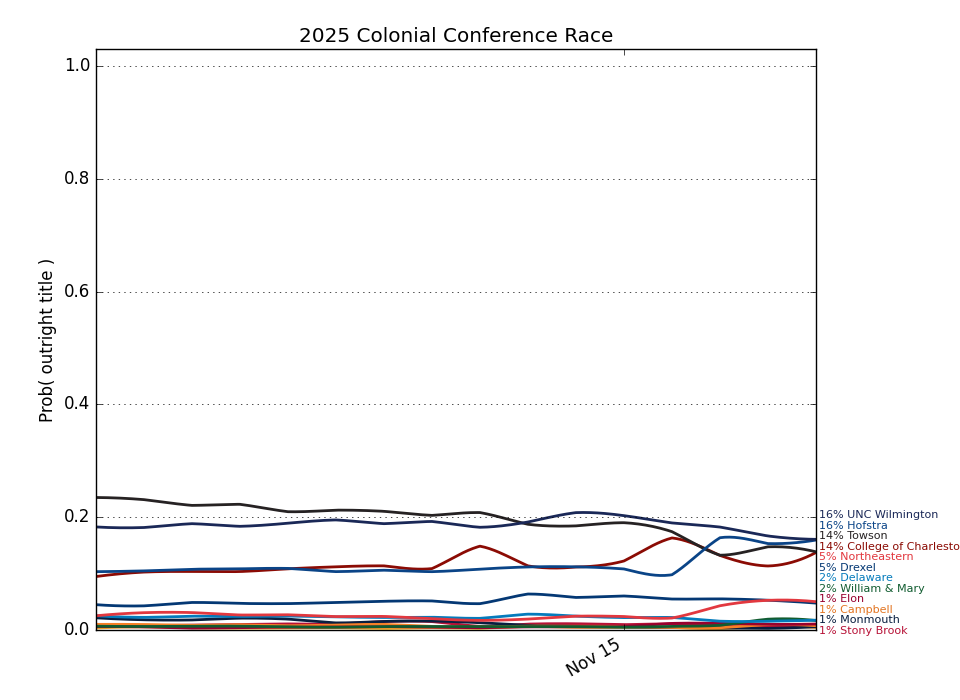 2025 Colonial Conference Race
Prob( outright title )
1.0
0.8
0.6
0.4
0.2
0.0
Nov 15
16% UNC Wilmington
16% Hofstra
14% Towson
14% College of Charlesto
5% Northeastern
5% Drexel
2% Delaware
2% William & Mary
1% Elon
1% Campbell
1% Monmouth
1% Stony Brook